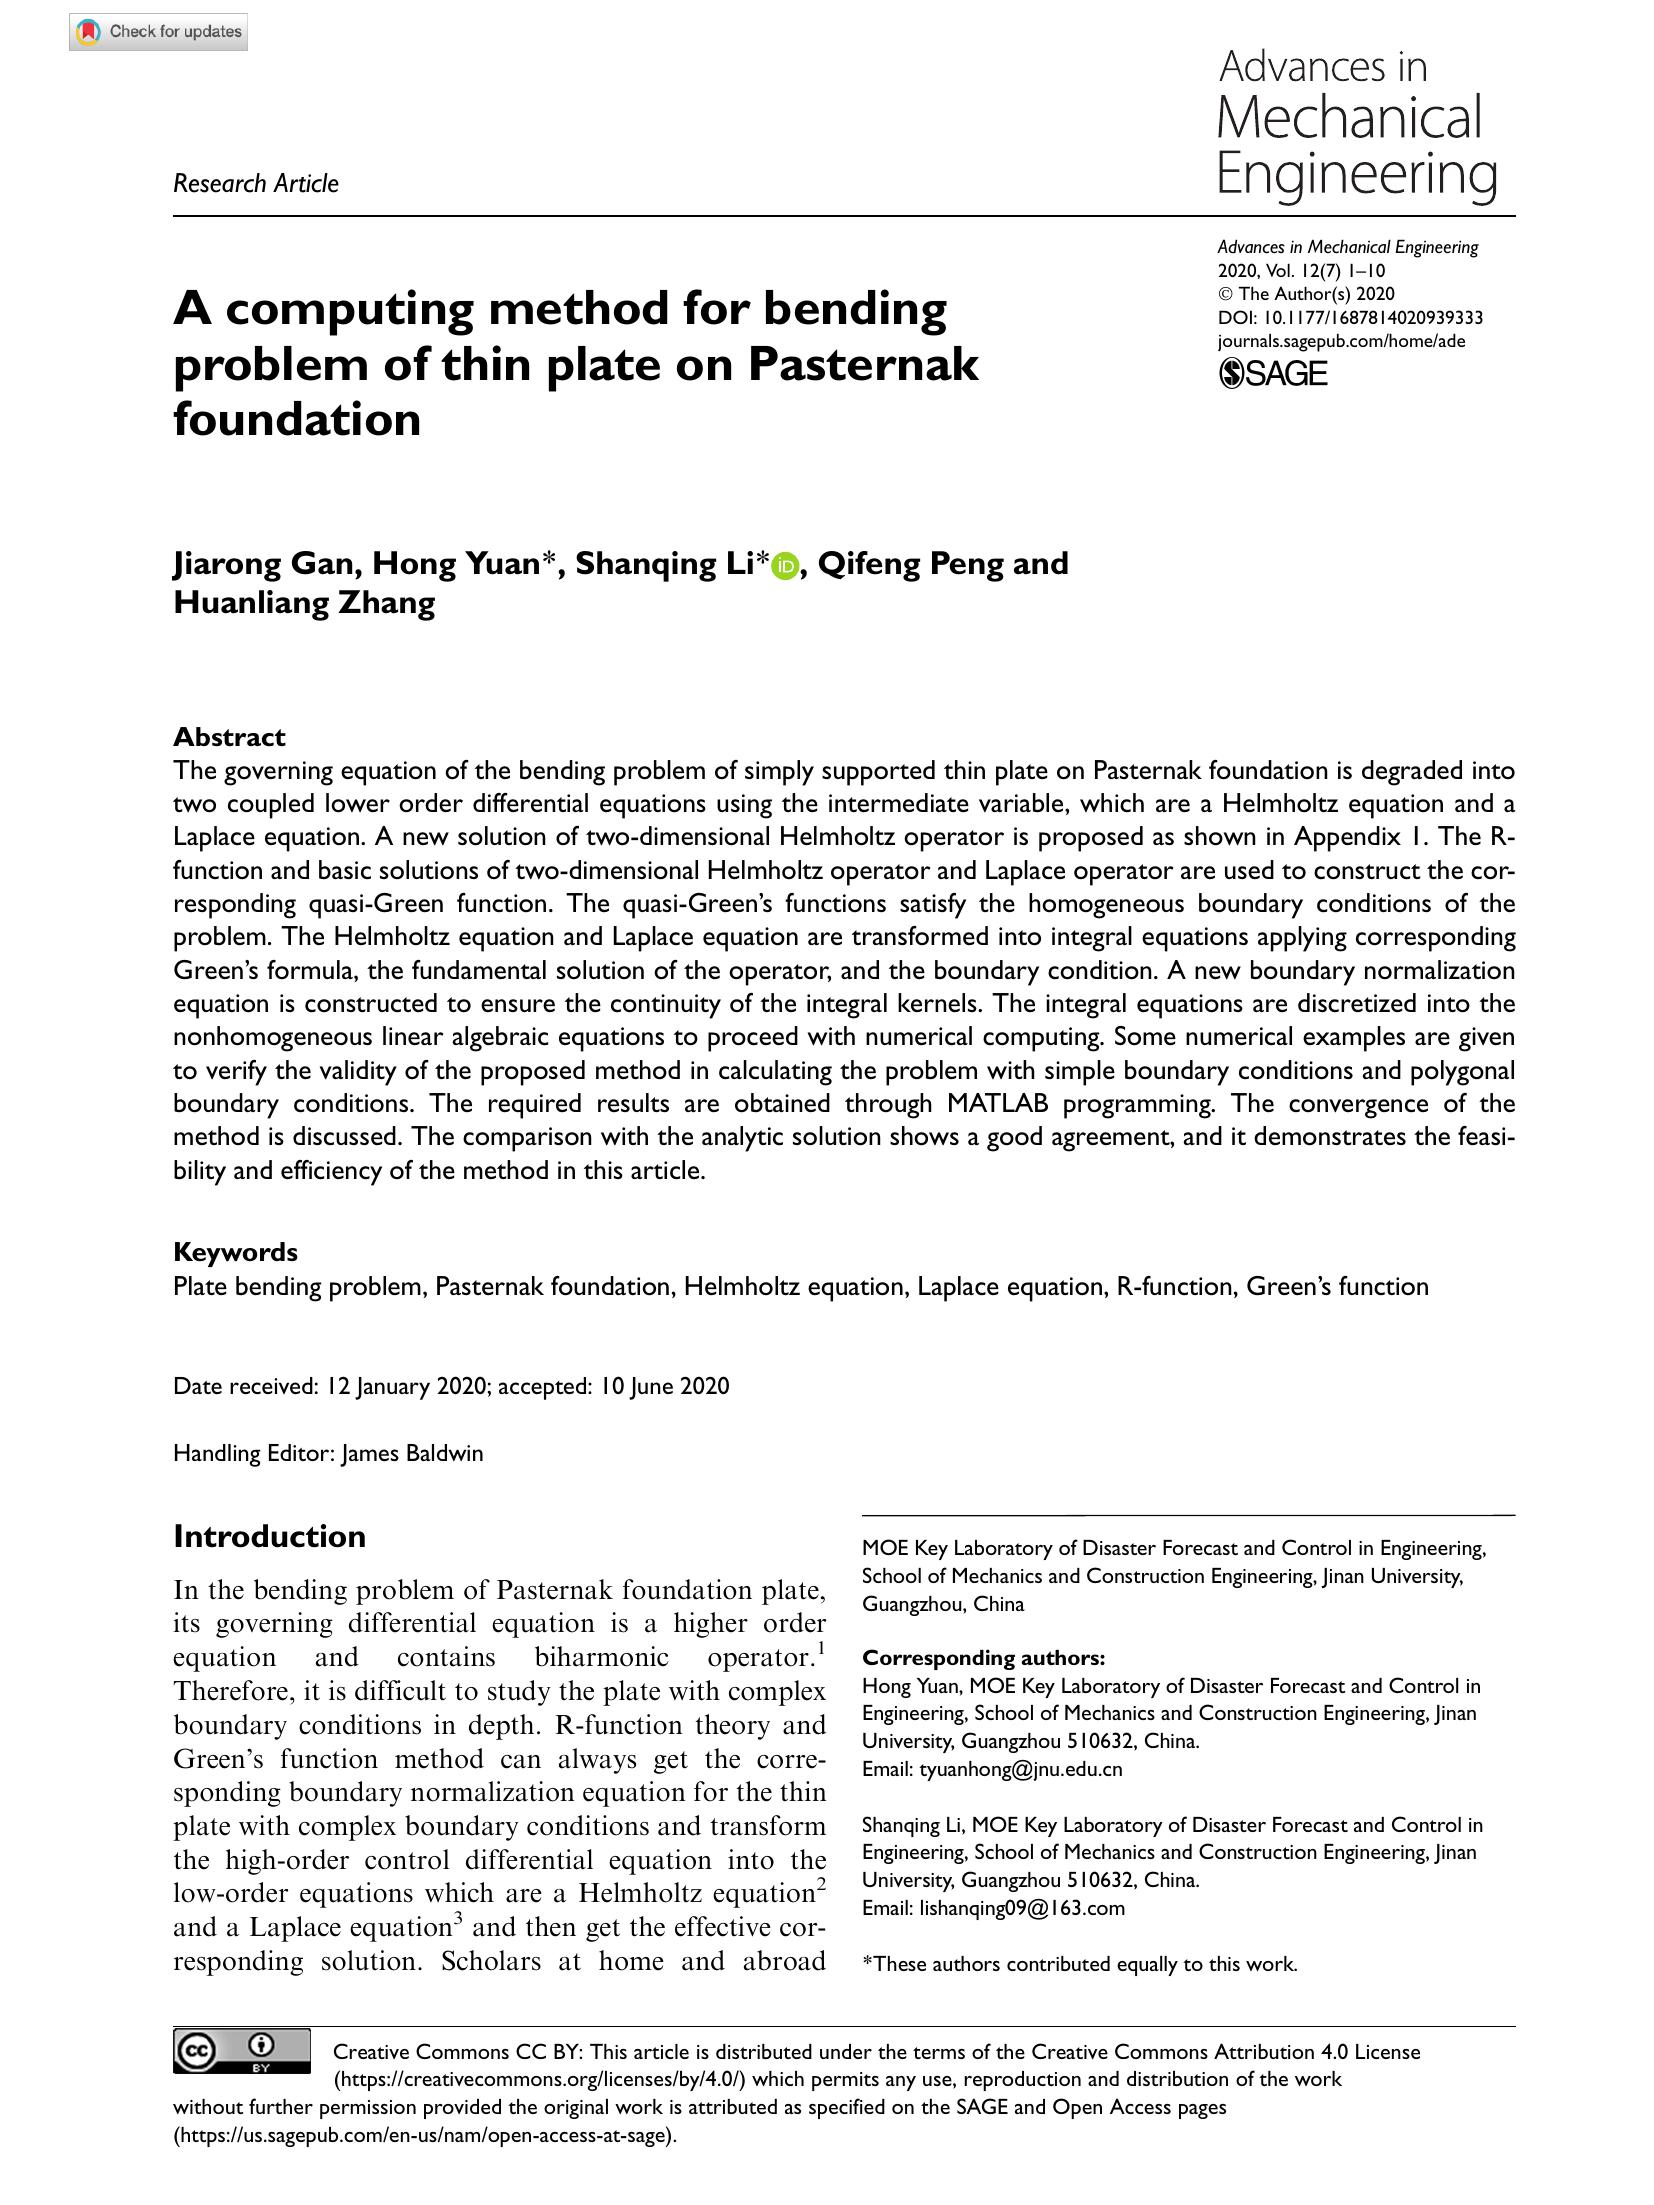 Check for updates
Research Article
Advances in
Mechanical
Engineering
Advances in Mechanical Engineering
2020, Vol. 12(7) 1–10
© The Author(s) 2020
DOI: 10.1177/1687814020939333
journals.sagepub.com/home/ade
SAGE
A computing method for bending
problem of thin plate on Pasternak
foundation
Jiarong Gan, Hong Yuan*, Shanqing Li* iD, Qifeng Peng and
Huanliang Zhang
Abstract
The governing equation of the bending problem of simply supported thin plate on Pasternak foundation is degraded into
two coupled lower order differential equations using the intermediate variable, which are a Helmholtz equation and a
Laplace equation. A new solution of two-dimensional Helmholtz operator is proposed as shown in Appendix 1. The R-
function and basic solutions of two-dimensional Helmholtz operator and Laplace operator are used to construct the cor-
responding quasi-Green function. The quasi-Green's functions satisfy the homogeneous boundary conditions of the
problem. The Helmholtz equation and Laplace equation are transformed into integral equations applying corresponding
Green's formula, the fundamental solution of the operator, and the boundary condition. A new boundary normalization
equation is constructed to ensure the continuity of the integral kernels. The integral equations are discretized into the
nonhomogeneous linear algebraic equations to proceed with numerical computing. Some numerical examples are given
to verify the validity of the proposed method in calculating the problem with simple boundary conditions and polygonal
boundary conditions. The required results are obtained through MATLAB programming. The convergence of the
method is discussed. The comparison with the analytic solution shows a good agreement, and it demonstrates the feasi-
bility and efficiency of the method in this article.
Keywords
Plate bending problem, Pasternak foundation, Helmholtz equation, Laplace equation, R-function, Green's function
Date received: 12 January 2020; accepted: 10 June 2020
Handling Editor: James Baldwin
Introduction
In the bending problem of Pasternak foundation plate,
its governing differential equation is a higher order
equation and contains biharmonic operator.1
Therefore, it is difficult to study the plate with complex
boundary conditions in depth. R-function theory and
Green's function method can always get the corre-
sponding boundary normalization equation for the thin
plate with complex boundary conditions and transform
the high-order control differential equation into the
low-order equations which are a Helmholtz equation2
and a Laplace equation3 and then get the effective cor-
responding solution. Scholars at home and abroad
MOE Key Laboratory of Disaster Forecast and Control in Engineering,
School of Mechanics and Construction Engineering, Jinan University,
Guangzhou, China
Corresponding authors:
Hong Yuan, MOE Key Laboratory of Disaster Forecast and Control in
Engineering, School of Mechanics and Construction Engineering, Jinan
University, Guangzhou 510632, China.
Email: tyuanhong@jnu.edu.cn
Shanqing Li, MOE Key Laboratory of Disaster Forecast and Control in
Engineering, School of Mechanics and Construction Engineering, Jinan
University, Guangzhou 510632, China.
Email: lishanqing09@163.com
*These authors contributed equally to this work.
cc BY
Creative Commons CC BY: This article is distributed under the terms of the Creative Commons Attribution 4.0 License
(https://creativecommons.org/licenses/by/4.0/) which permits any use, reproduction and distribution of the work
without further permission provided the original work is attributed as specified on the SAGE and Open Access pages
(https://us.sagepub.com/en-us/nam/open-access-at-sage).